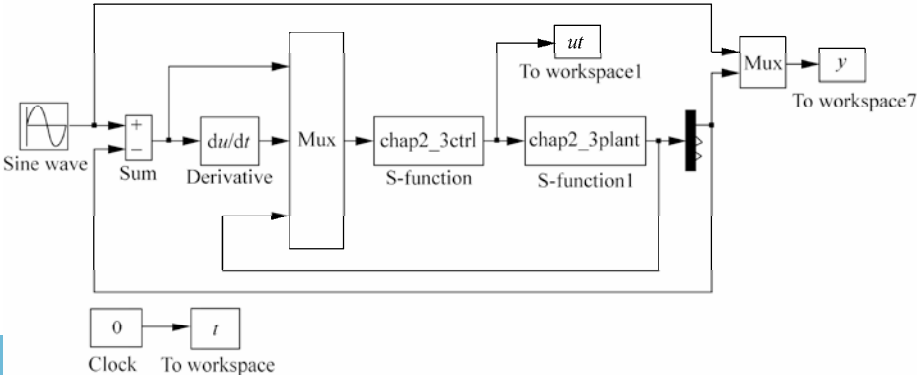 ut
To workspace1
Mux
y
To workspace7
Sine wave
+
−
Sum
du/dt
Derivative
Mux
chap2_3ctrl
S-function
chap2_3plant
S-function1
0
Clock
t
To workspace